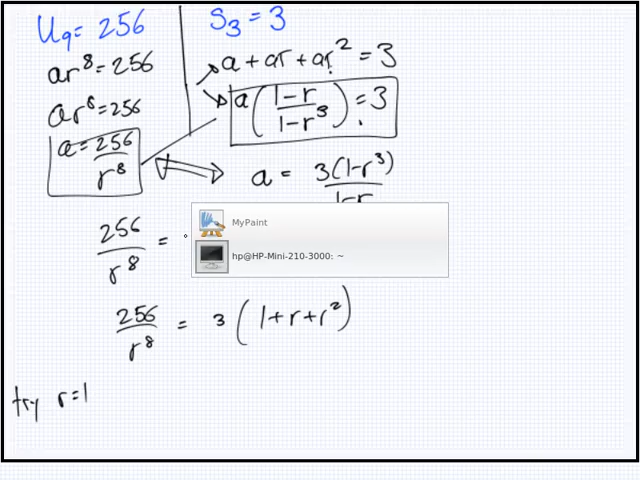 U9 = 256
ar⁸ = 256
ar⁸ = 256
a = 256/r⁸
S₃ = 3
a + ar + ar² = 3
a((1-r)/(1-r³)) = 3
a = 3(1-r³)/(1-r)
256/r⁸ =
MyPaint
hp@HP-Mini-210-3000: ~
256/r⁸ = 3(1+r+r²)
try r=1